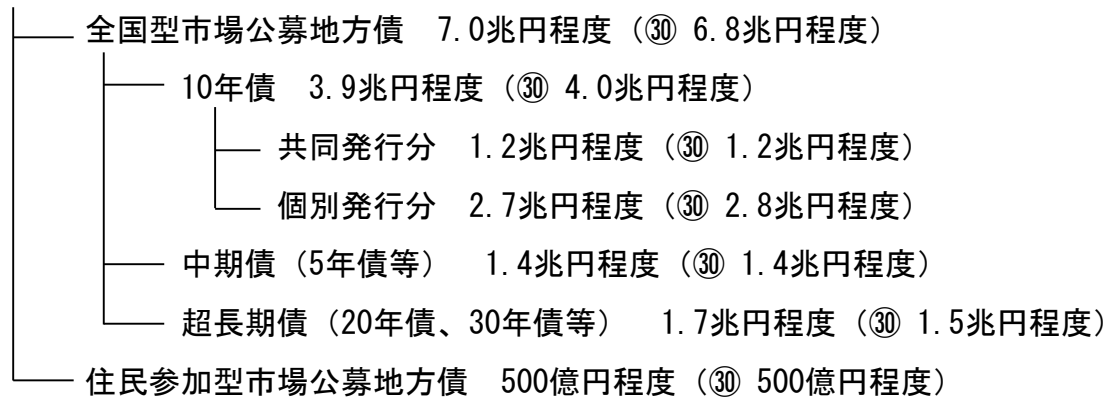 全国型市場公募地方債　7.0兆円程度（㉚ 6.8兆円程度）
10年債　3.9兆円程度（㉚ 4.0兆円程度）
共同発行分　1.2兆円程度（㉚ 1.2兆円程度）
個別発行分　2.7兆円程度（㉚ 2.8兆円程度）
中期債（5年債等）　1.4兆円程度（㉚ 1.4兆円程度）
超長期債（20年債、30年債等）　1.7兆円程度（㉚ 1.5兆円程度）
住民参加型市場公募地方債　500億円程度（㉚ 500億円程度）